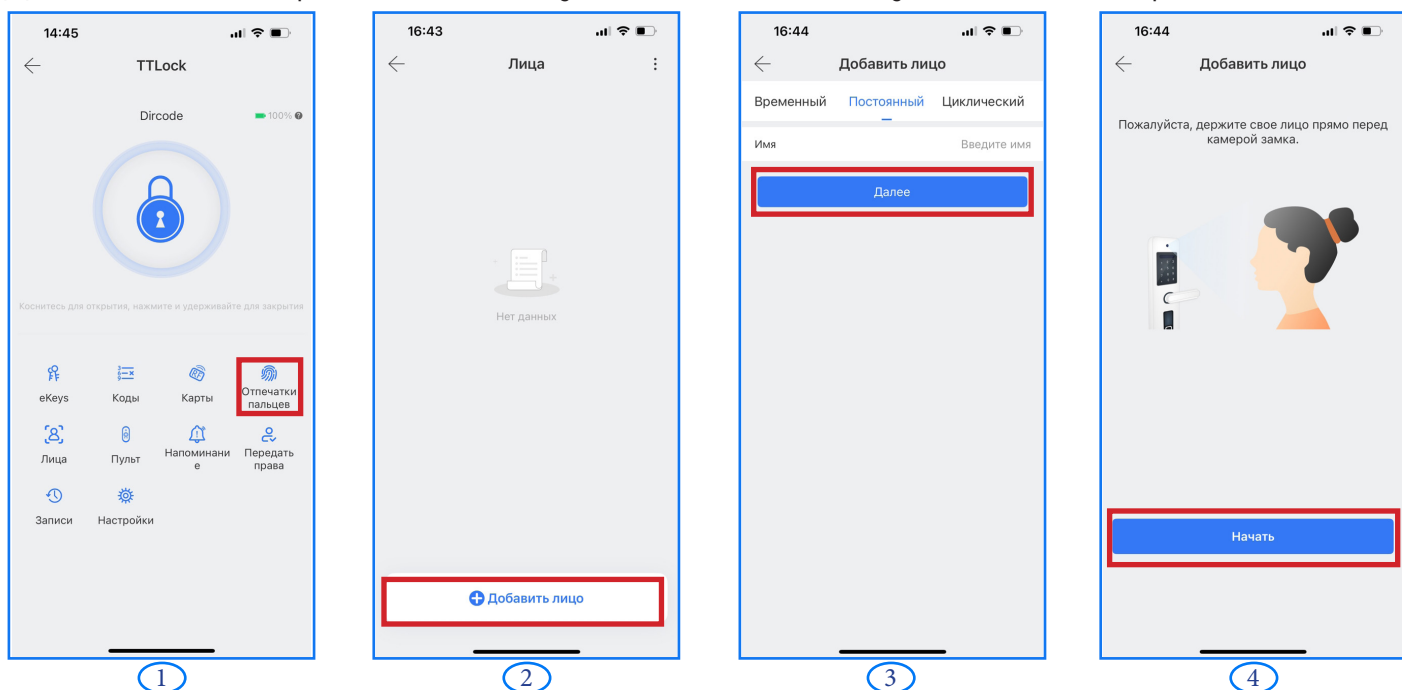 14:45
TTLock
Dircode
100%
Коснитесь для открытия, нажмите и удерживайте для закрытия
eKeys
Коды
Карты
Отпечатки
пальцев
Лица
Пульт
Напоминани
е
Передать
права
Записи
Настройки
1
16:43
Лица
Нет данных
Добавить лицо
2
16:44
Добавить лицо
Временный Постоянный Циклический
Имя Введите имя
Далее
3
16:44
Добавить лицо
Пожалуйста, держите свое лицо прямо перед
камерой замка.
Начать
4